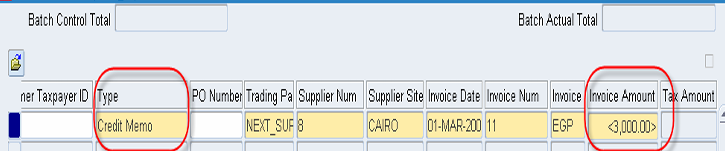 Batch Control Total Batch Actual Total
ner Taxpayer ID Type PO Number Trading Pa Supplier Num Supplier Site Invoice Date Invoice Num Invoice Invoice Amount Tax Amount
Credit Memo NEXT_SUF 8 CAIRO 01-MAR-200 11 EGP <3,000.00>